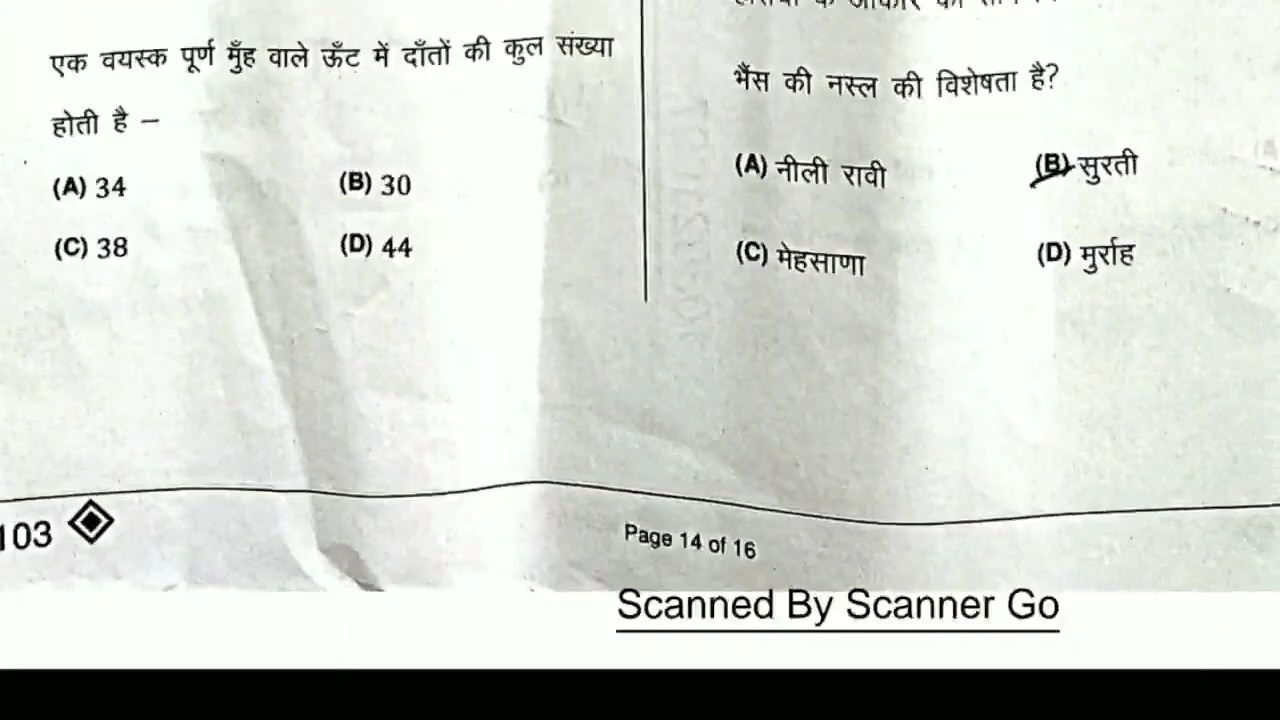 एक वयस्क पूर्ण मुँह वाले ऊँट में दाँतों की कुल संख्या
होती है –
(A) 34 (B) 30
(C) 38 (D) 44
भैंस की नस्ल की विशेषता है?
(A) नीली रावी (B) सुरती
(C) मेहसाणा (D) मुर्राह
103
Page 14 of 16
Scanned By Scanner Go